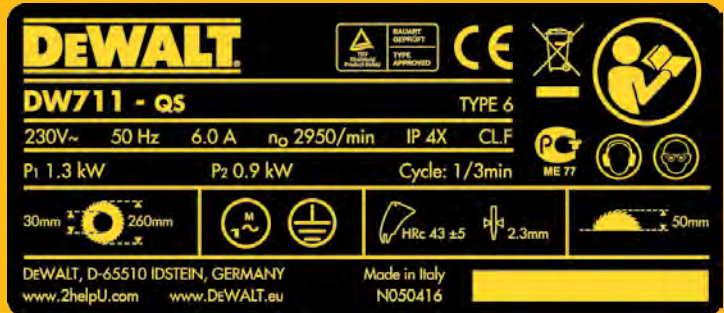 DEWALT
TÜV
Rheinland
Product Safety
BAUART
GEPRÜFT
TYPE
APPROVED
CE
DW711 - QS TYPE 6
230V~ 50 Hz 6.0 A n₀ 2950/min IP 4X CL.F
P1 1.3 kW P2 0.9 kW Cycle: 1/3min
ME 77
30mm 260mm
M
1~
HRc 43 ±5
2.3mm
50mm
DEWALT, D-65510 IDSTEIN, GERMANY Made in Italy
www.2helpU.com www.DEWALT.eu N050416